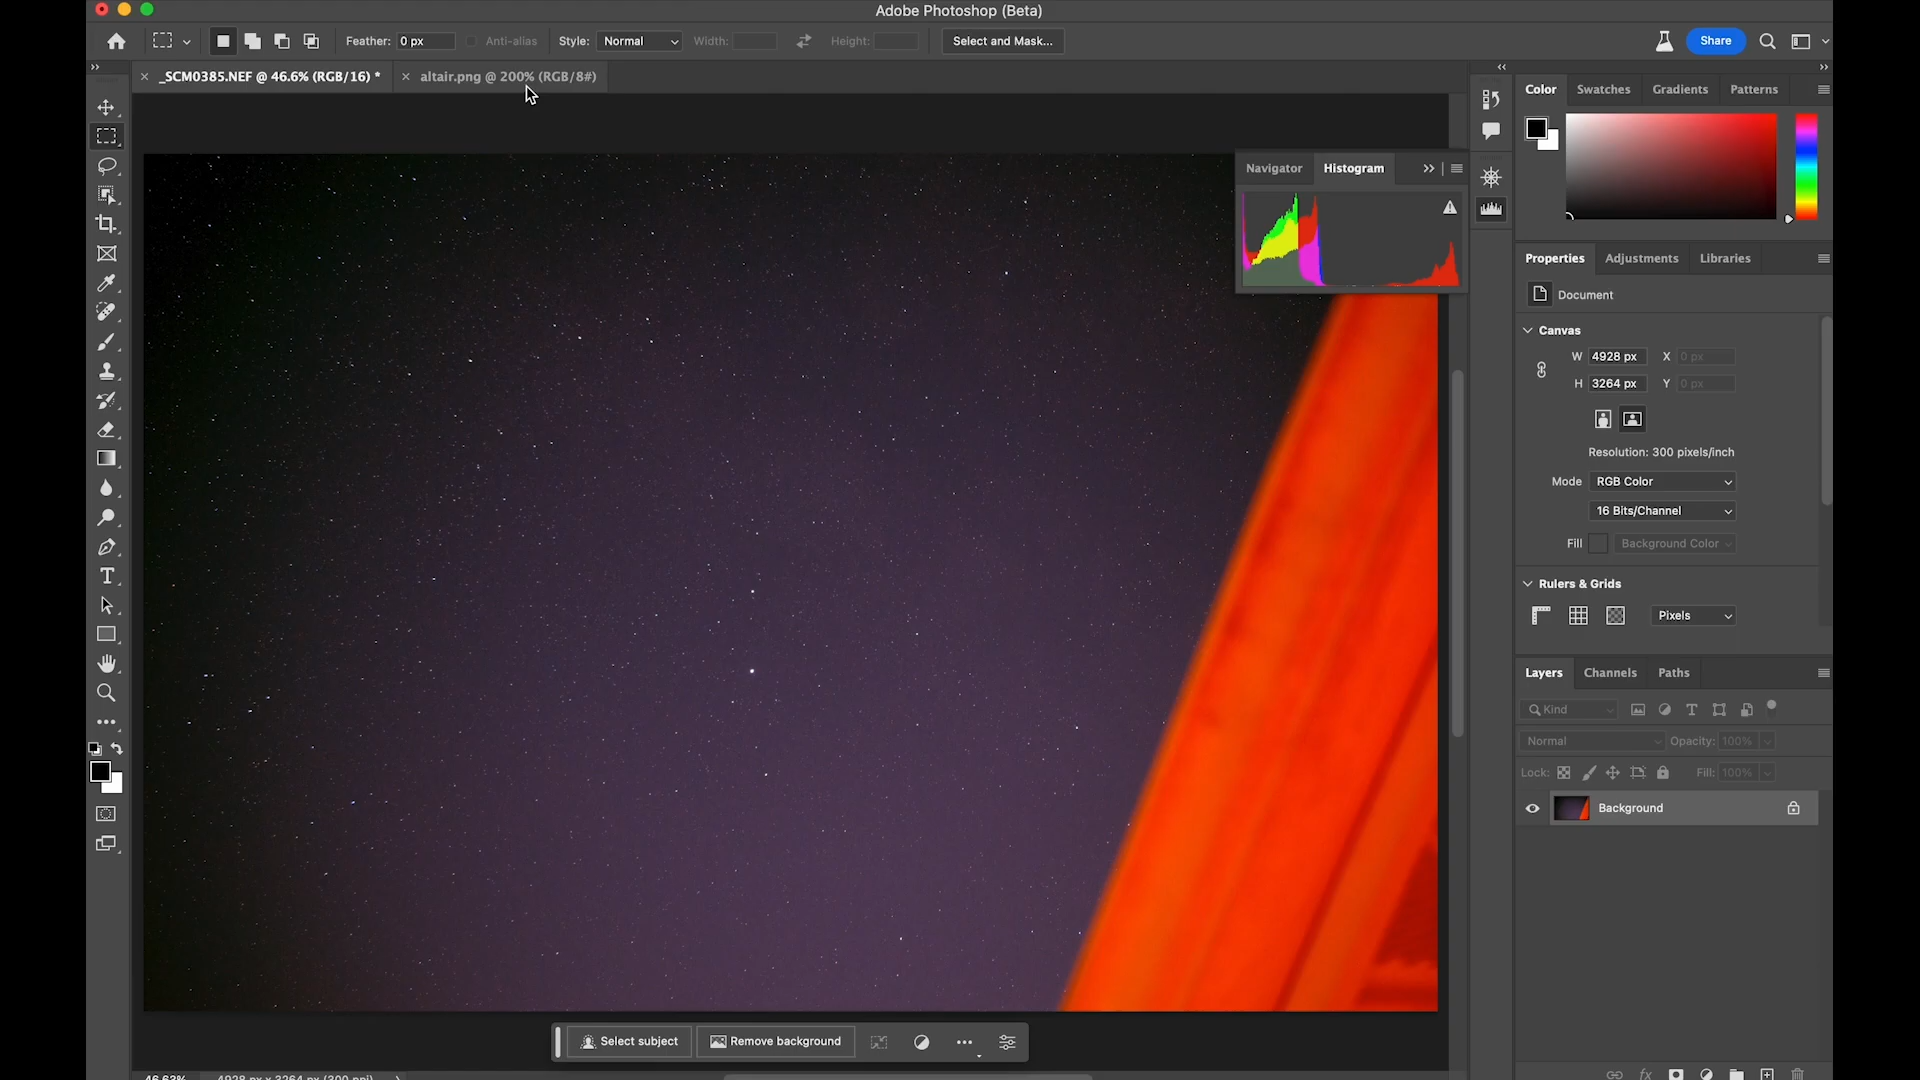 Adobe Photoshop (Beta)
Feather: 0 px Anti-alias Style: Normal Width: Height: Select and Mask... Share
_SCM0385.NEF @ 46.6% (RGB/16) * altair.png @ 200% (RGB/8#)
Color Swatches Gradients Patterns
Navigator Histogram
Properties Adjustments Libraries
Document
Canvas
W 4928 px X 0 px
H 3264 px Y 0 px
Resolution: 300 pixels/inch
Mode RGB Color
16 Bits/Channel
Fill Background Color
Rulers & Grids
Pixels
Layers Channels Paths
Kind
Normal Opacity: 100%
Lock: Fill: 100%
Background
Select subject Remove background
46.63% 4928 px x 3264 px (300 ppi)